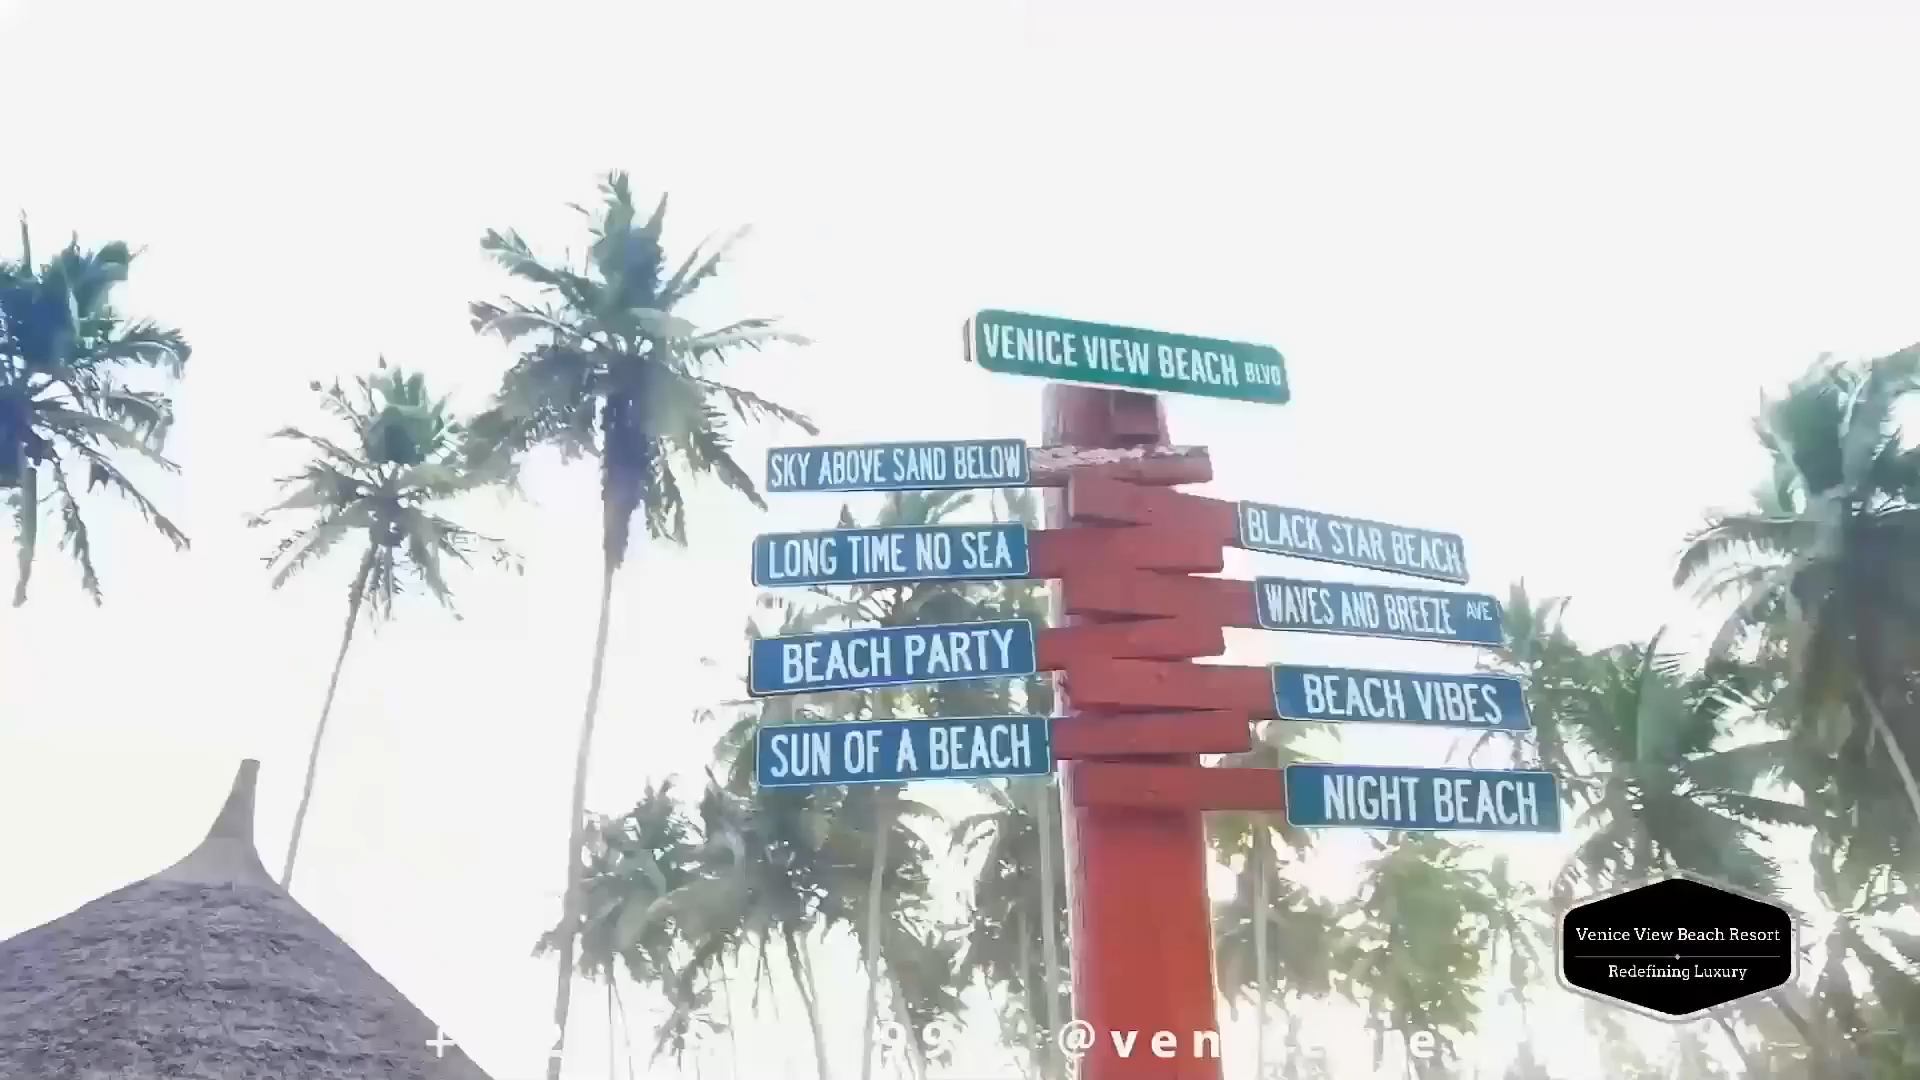 VENICE VIEW BEACH BLVD
SKY ABOVE SAND BELOW
BLACK STAR BEACH
LONG TIME NO SEA
WAVES AND BREEZE AVE
BEACH PARTY
BEACH VIBES
SUN OF A BEACH
NIGHT BEACH
Venice View Beach Resort
Redefining Luxury